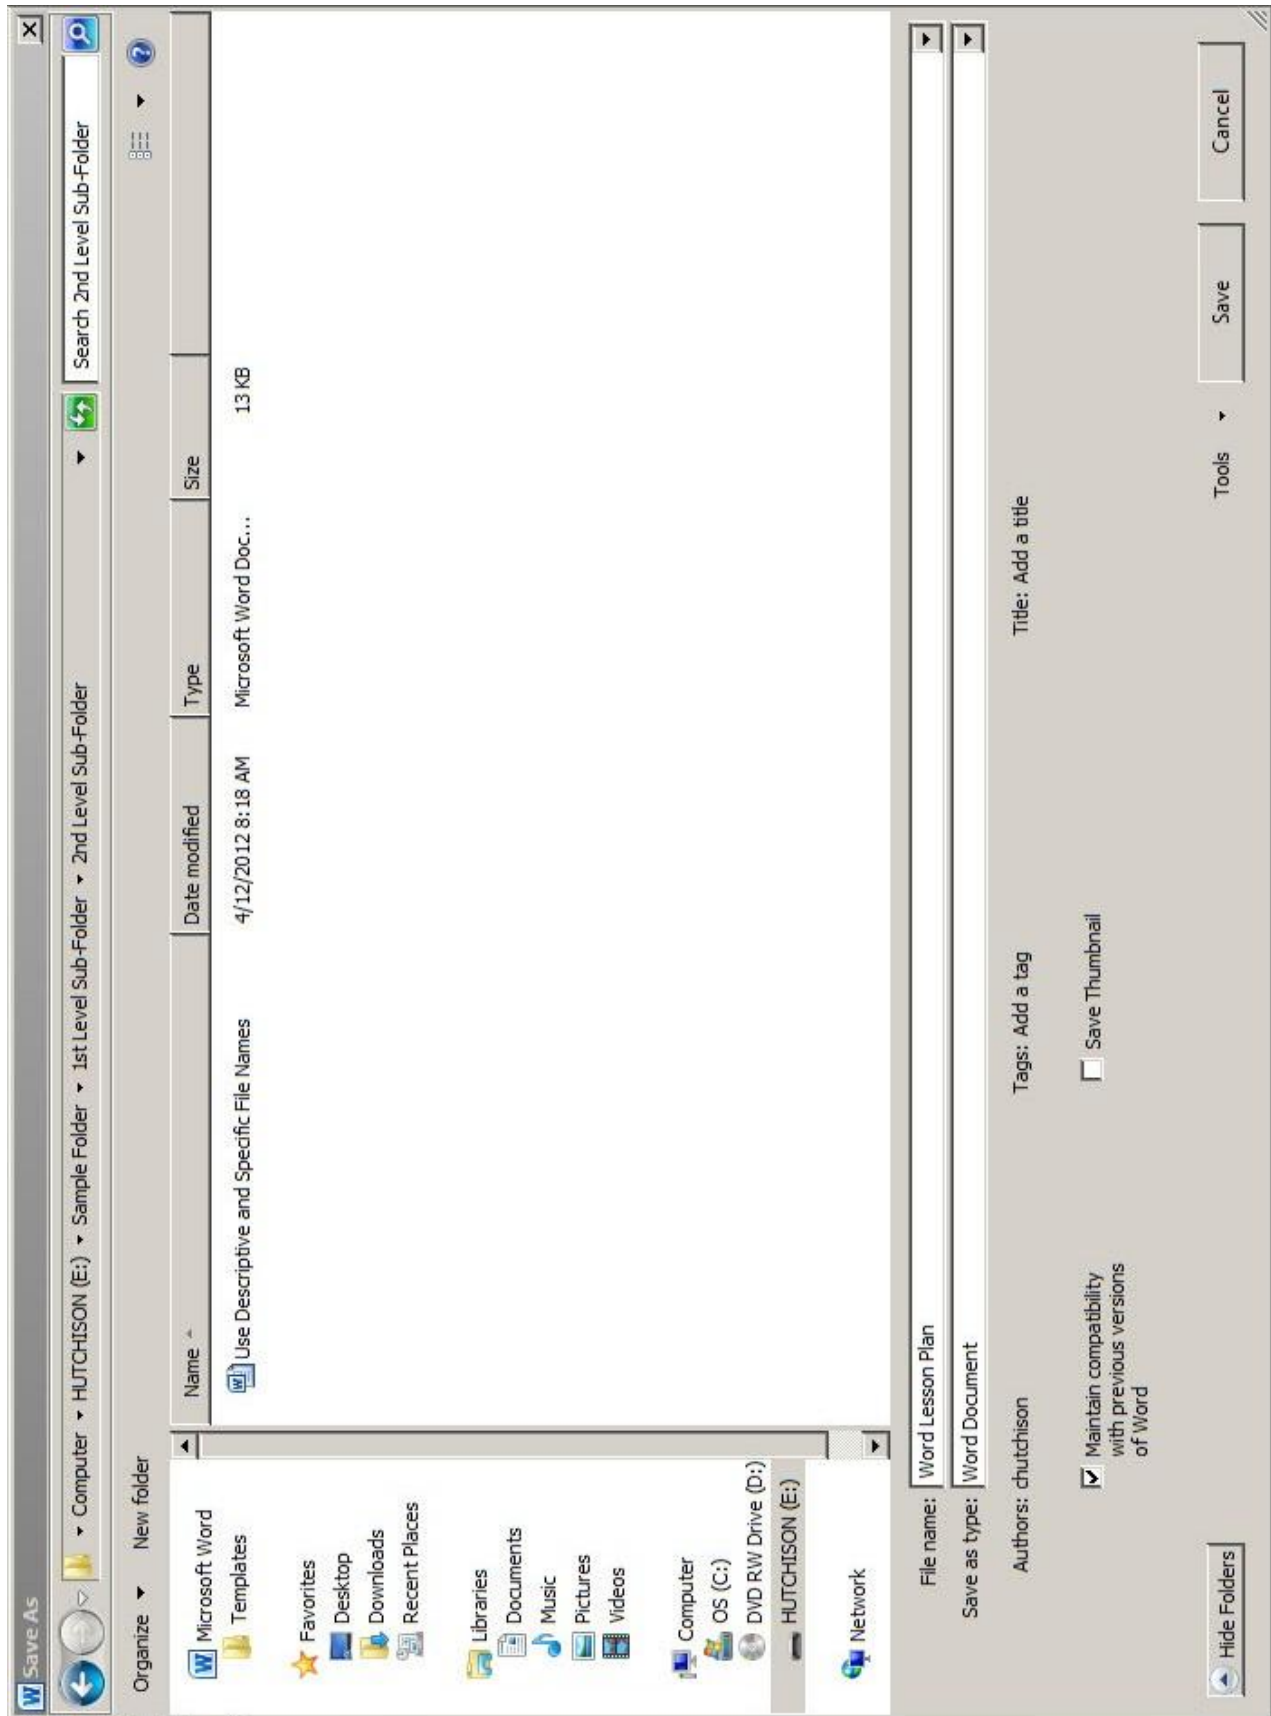 Save As
Computer HUTCHISON (E:) Sample Folder 1st Level Sub-Folder 2nd Level Sub-Folder Search 2nd Level Sub-Folder
Organize New folder
Name Date modified Type Size
Microsoft Word
Templates
Favorites
Desktop
Downloads
Recent Places
Libraries
Documents
Music
Pictures
Videos
Computer
OS (C:)
DVD RW Drive (D:)
HUTCHISON (E:)
Network
Use Descriptive and Specific File Names 4/12/2012 8:18 AM Microsoft Word Doc... 13 KB
File name: Word Lesson Plan
Save as type: Word Document
Authors: chutchison Tags: Add a tag Title: Add a title
Maintain compatibility
with previous versions
of Word
Save Thumbnail
Hide Folders Tools Save Cancel